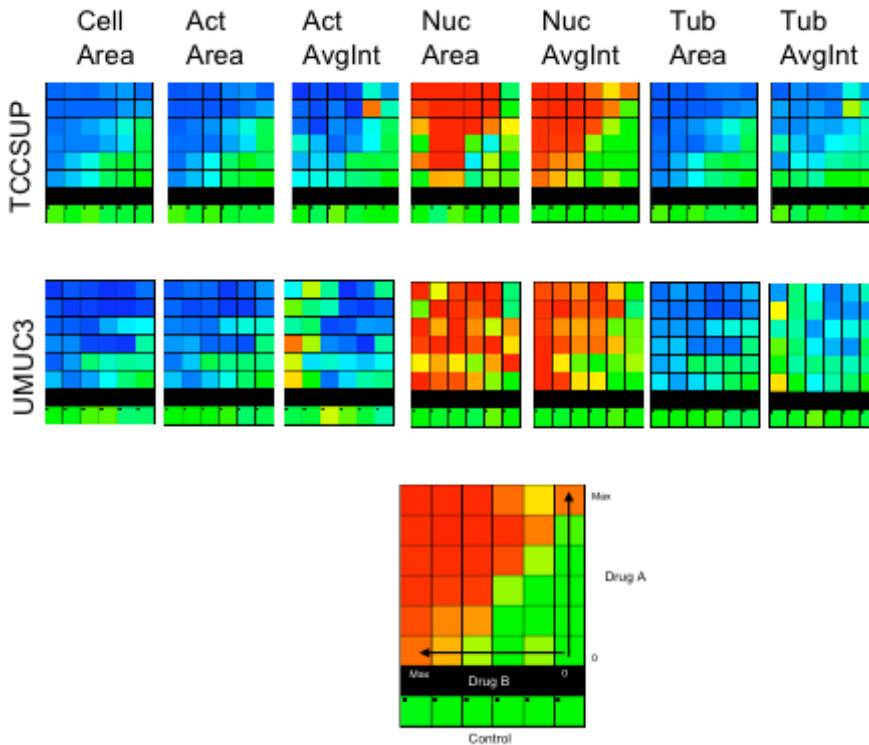 Cell Area
Act Area
Act AvgInt
Nuc Area
Nuc AvgInt
Tub Area
Tub AvgInt
TCCSUP
UMUC3
Max
Drug A
0
Max
Drug B
0
Control